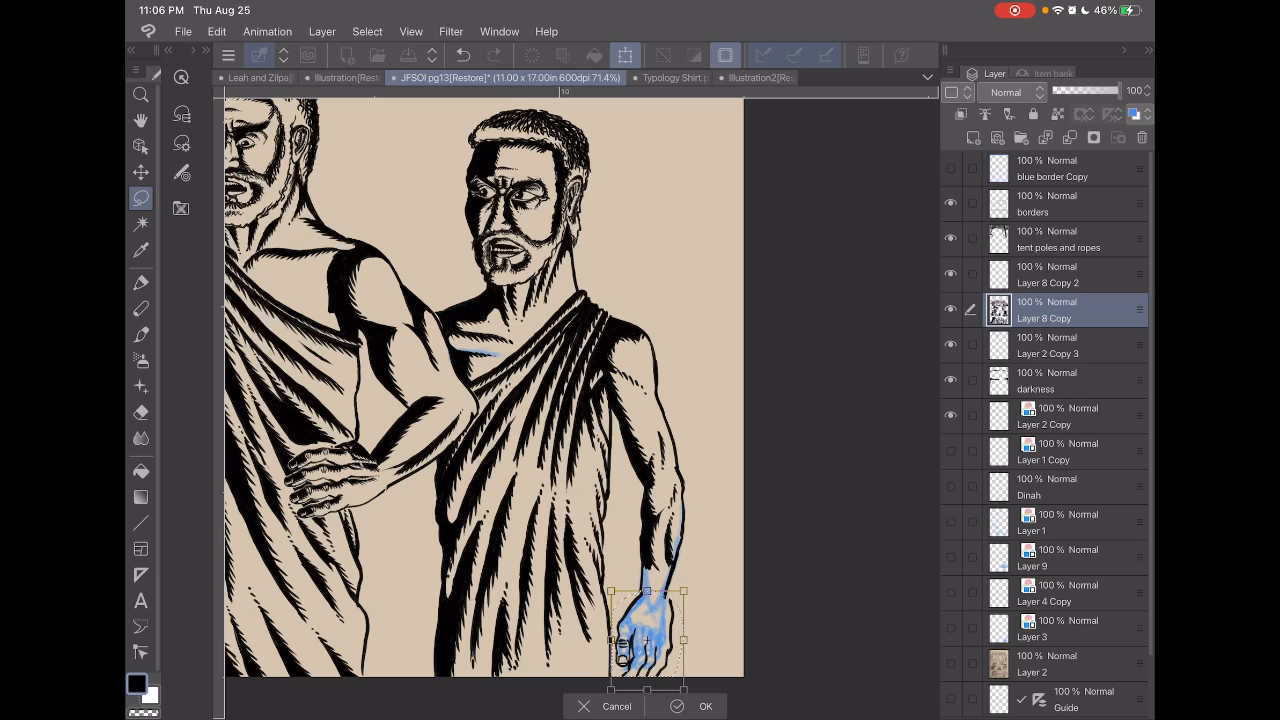 11:06 PM Thu Aug 25
46%
File Edit Animation Layer Select View Filter Window Help
Leah and Zilpa[ Illustration[Rest JFSOI pg13[Restore]* (11.00 x 17.00in 600dpi 71.4%) Typology Shirt. Illustration2[Res
Layer Item bank
Normal 100
10
100 % Normal
blue border Copy
100 % Normal
borders
100 % Normal
tent poles and ropes
100 % Normal
Layer 8 Copy 2
100 % Normal
Layer 8 Copy
100 % Normal
Layer 2 Copy 3
100 % Normal
darkness
100 % Normal
Layer 2 Copy
100 % Normal
Layer 1 Copy
100 % Normal
Dinah
100 % Normal
Layer 1
100 % Normal
Layer 9
100 % Normal
Layer 4 Copy
100 % Normal
Layer 3
100 % Normal
Layer 2
100 % Normal
Guide
Cancel OK